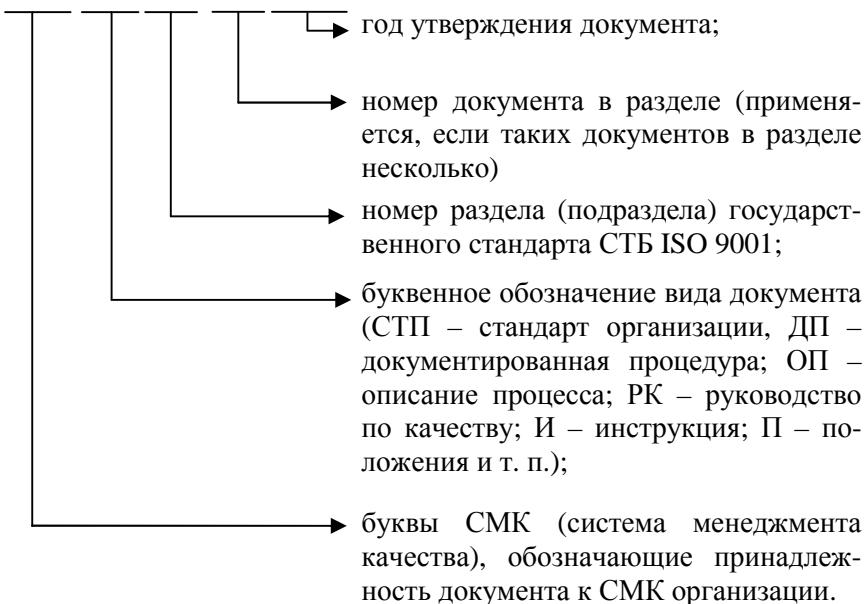 год утверждения документа;
номер документа в разделе (применя-
ется, если таких документов в разделе
несколько)
номер раздела (подраздела) государст-
венного стандарта СТБ ISO 9001;
буквенное обозначение вида документа
(СТП – стандарт организации, ДП –
документированная процедура; ОП –
описание процесса; РК – руководство
по качеству; И – инструкция; П – по-
ложения и т. п.);
буквы СМК (система менеджмента
качества), обозначающие принадлеж-
ность документа к СМК организации.